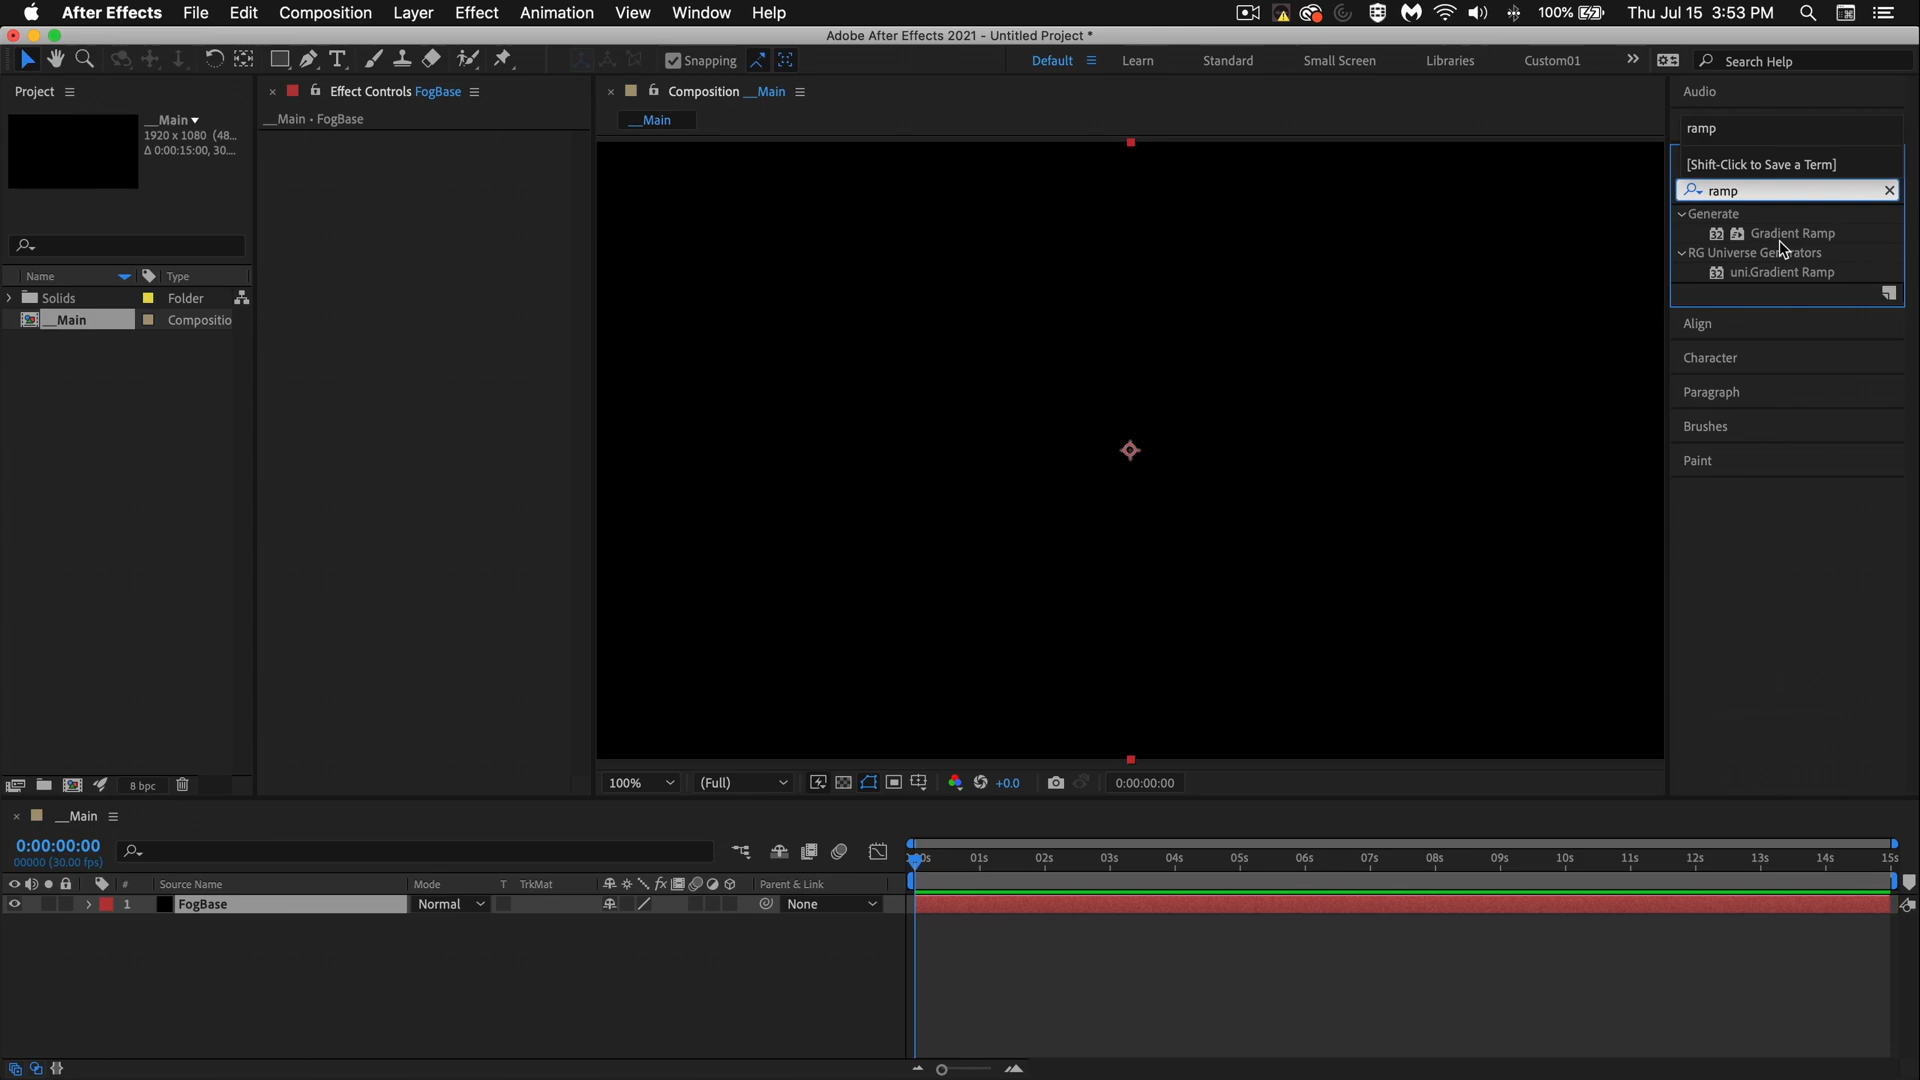 After Effects File Edit Composition Layer Effect Animation View Window Help 100% Thu Jul 15 3:53 PM
Adobe After Effects 2021 - Untitled Project *
Snapping Default Learn Standard Small Screen Libraries Custom01 Search Help
Project
Effect Controls FogBase
Composition __Main
Audio
__Main • FogBase
__Main
__Main
1920 x 1080 (48...
Δ 0:00:15:00, 30....
ramp
[Shift-Click to Save a Term]
ramp
Generate
32 Gradient Ramp
RG Universe Generators
32 uni.Gradient Ramp
Name Type
Solids Folder
__Main Compositio
Align
Character
Paragraph
Brushes
Paint
8 bpc
100% (Full) +0.0 0:00:00:00
__Main
0:00:00:00
00000 (30.00 fps)
01s 02s 03s 04s 05s 06s 07s 08s 09s 10s 11s 12s 13s 14s 15s
# Source Name Mode T TrkMat fx Parent & Link
1 FogBase Normal None